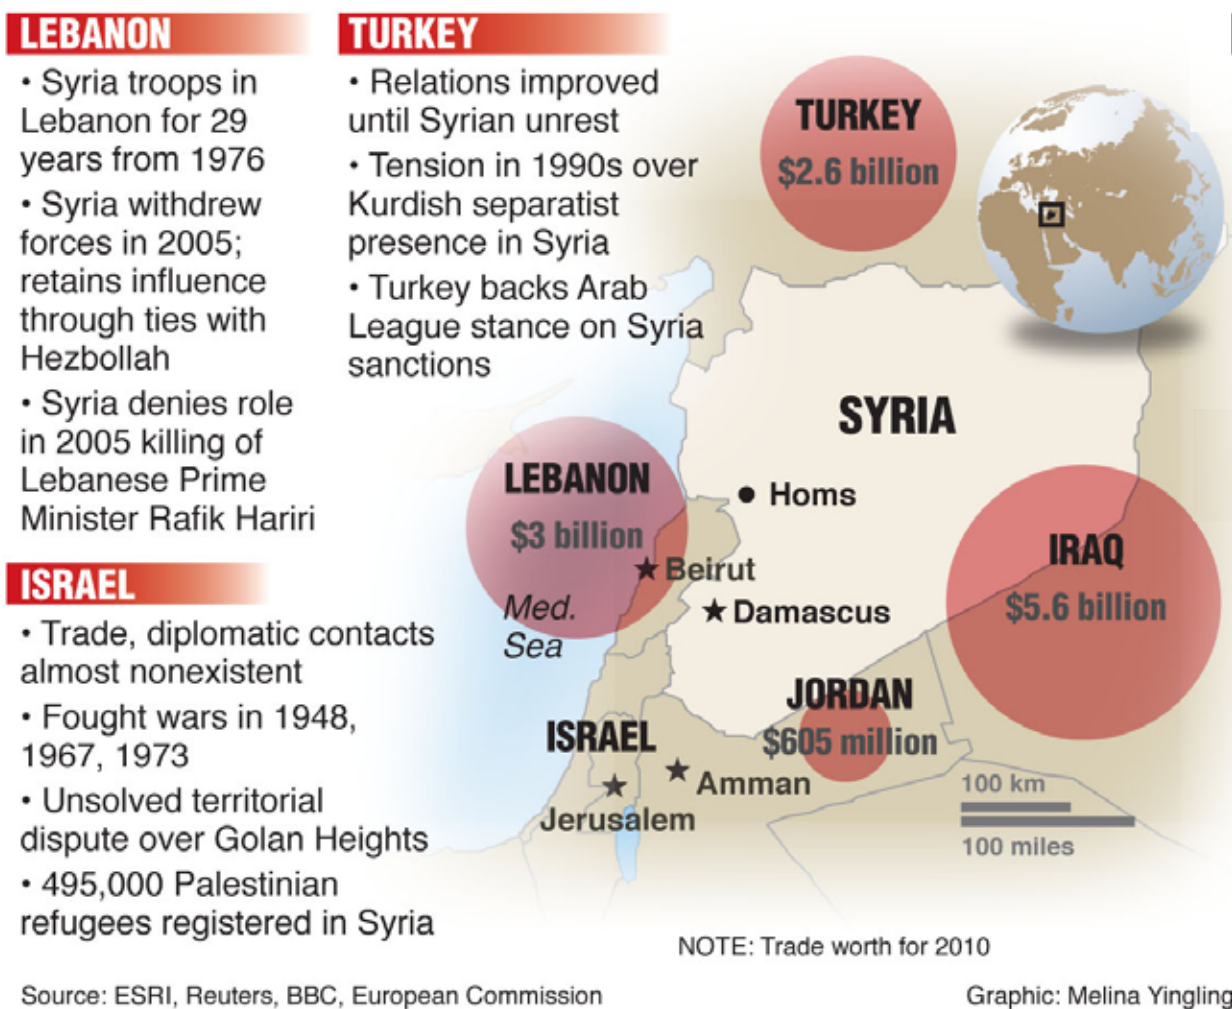 LEBANON
• Syria troops in
Lebanon for 29
years from 1976
• Syria withdrew
forces in 2005;
retains influence
through ties with
Hezbollah
• Syria denies role
in 2005 killing of
Lebanese Prime
Minister Rafik Hariri
ISRAEL
• Trade, diplomatic contacts
almost nonexistent
• Fought wars in 1948,
1967, 1973
• Unsolved territorial
dispute over Golan Heights
• 495,000 Palestinian
refugees registered in Syria
TURKEY
• Relations improved
until Syrian unrest
• Tension in 1990s over
Kurdish separatist
presence in Syria
• Turkey backs Arab
League stance on Syria
sanctions
TURKEY
$2.6 billion
SYRIA
LEBANON
$3 billion
Homs
IRAQ
$5.6 billion
Beirut
Med.
Sea
Damascus
JORDAN
$605 million
ISRAEL
Amman
Jerusalem
100 km
100 miles
NOTE: Trade worth for 2010
Source: ESRI, Reuters, BBC, European Commission
Graphic: Melina Yingling